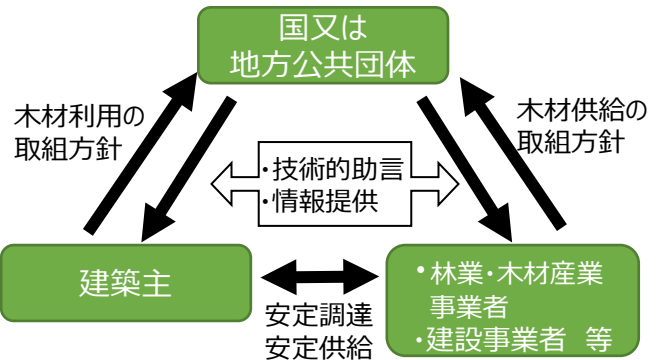 国又は
地方公共団体
木材利用の
取組方針
木材供給の
取組方針
・技術的助言
・情報提供
建築主
安定調達
安定供給
・林業・木材産業
事業者
・建設事業者 等